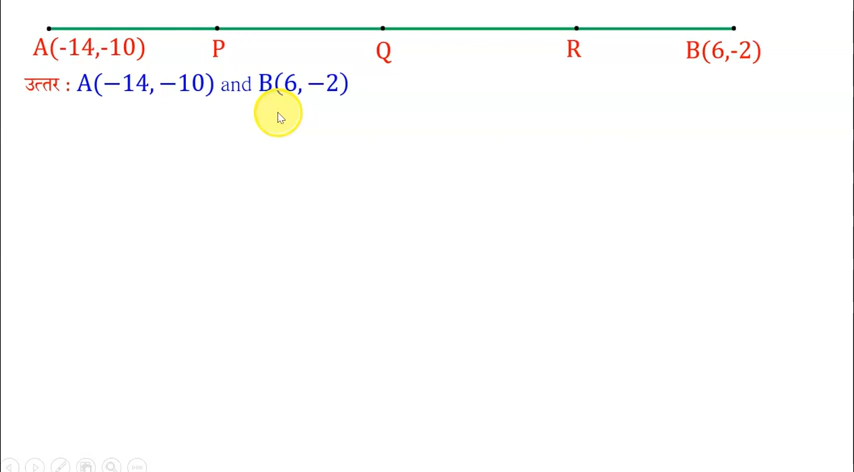 A(-14,-10) P Q R B(6,-2)
उत्तर : A(−14, −10) and B(6, −2)